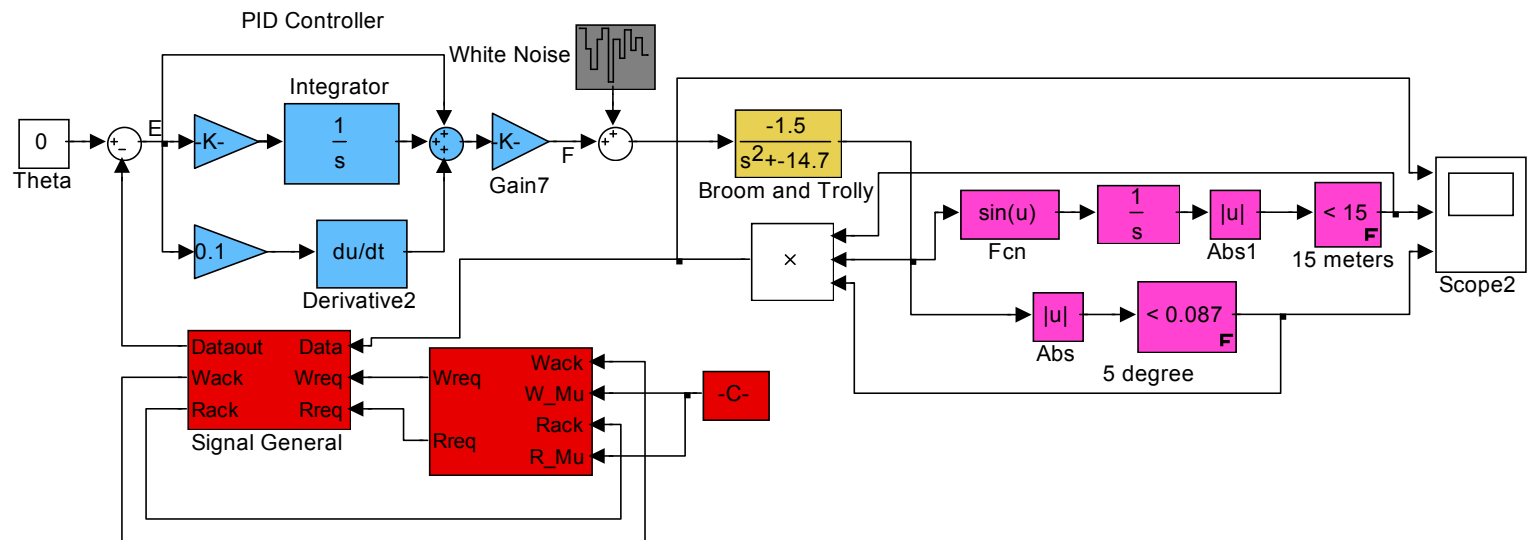 PID Controller
White Noise
Integrator
0
Theta
+
−
E
-K-
1
s
+
+
+
-K-
Gain7
F
+
+
-1.5
s2+-14.7
Broom and Trolly
0.1
du/dt
Derivative2
×
sin(u)
Fcn
1
s
|u|
Abs1
< 15
F
15 meters
Scope2
|u|
Abs
< 0.087
F
5 degree
Dataout
Data
Wack
Wreq
Rack
Rreq
Signal General
Wreq
Rreq
Wack
W_Mu
Rack
R_Mu
-C-